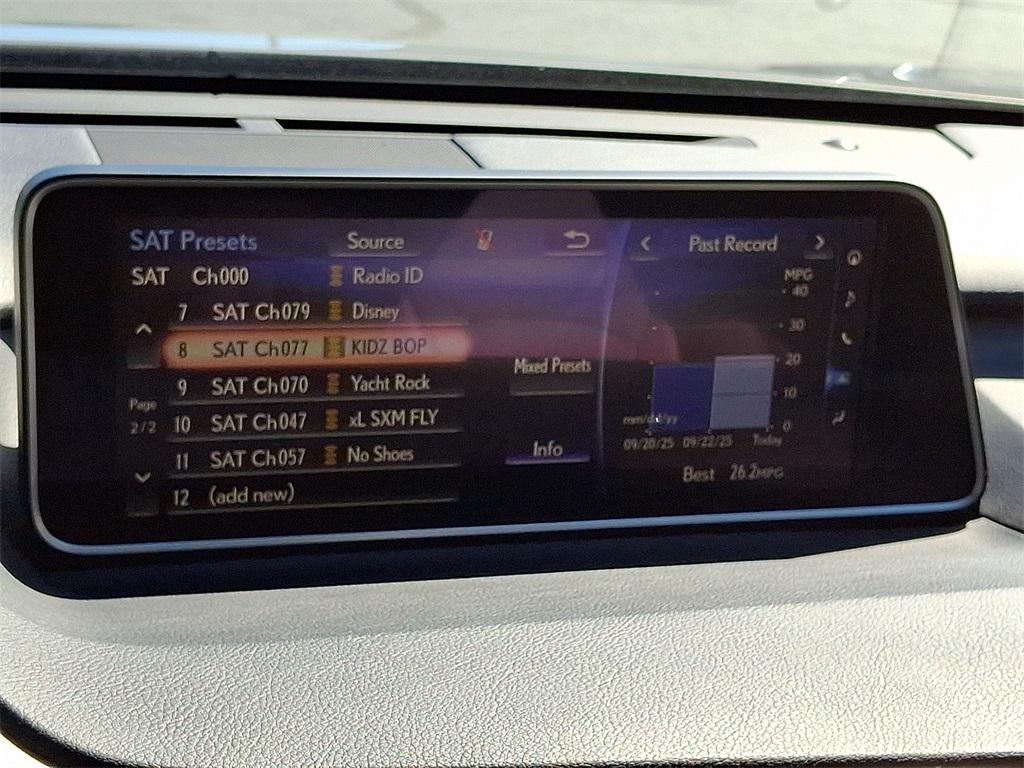 SAT Presets
Source
SAT Ch000 Radio ID
7 SAT Ch079 Disney
8 SAT Ch077 KIDZ BOP
9 SAT Ch070 Yacht Rock
10 SAT Ch047 xL SXM FLY
11 SAT Ch057 No Shoes
12 (add new)
Page
2/2
Mixed Presets
Info
< Past Record >
MPG
40
30
20
10
0
mm/dd/yy
09/20/25 09/22/25 Today
Best 26.2MPG